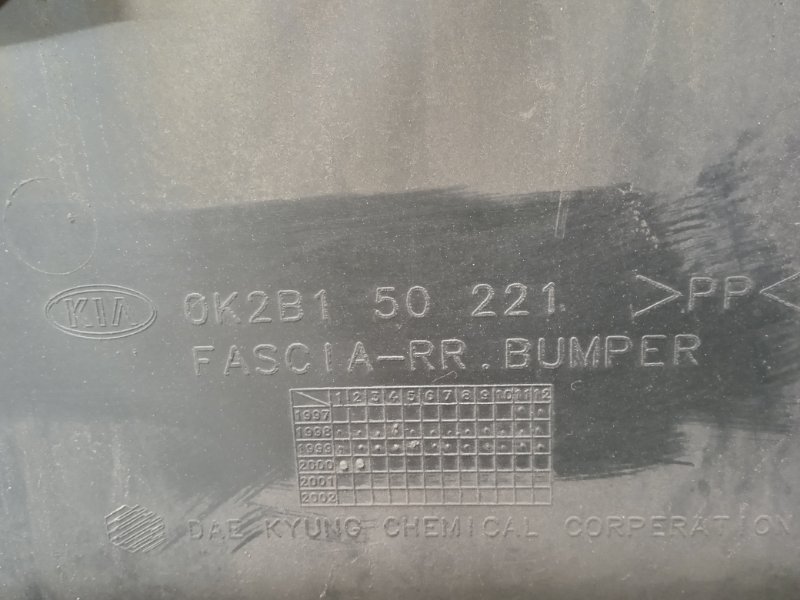 KIA 0K2B1 50 221 >PP<
FASCIA-RR.BUMPER
1 2 3 4 5 6 7 8 9 10 11 12
1997
1998
1999
2000
2001
2002
DAE KYUNG CHEMICAL CORPERATION